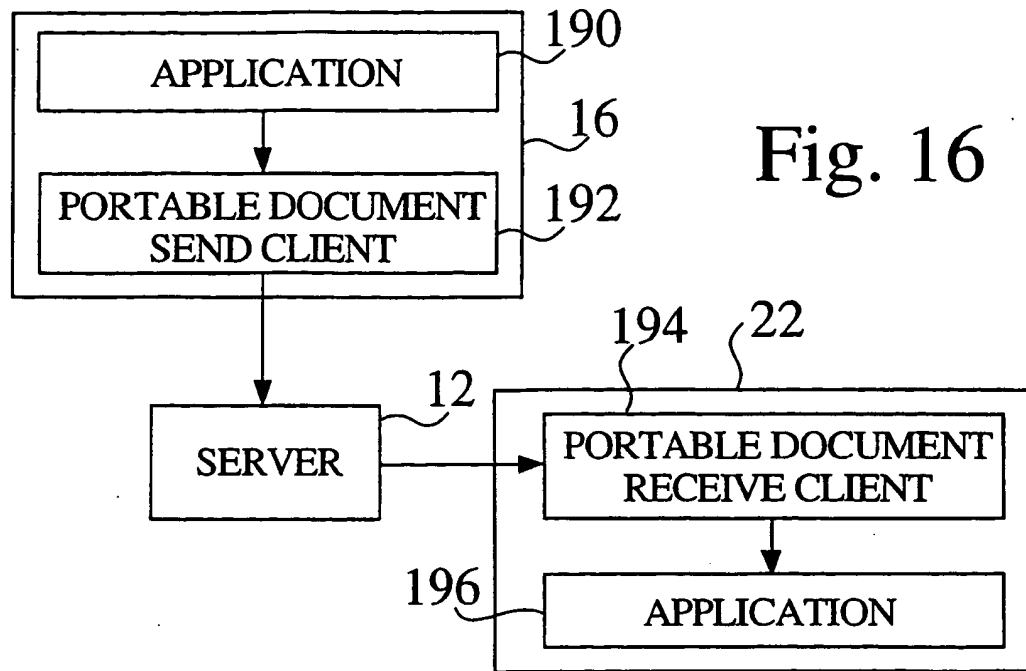 190
APPLICATION
16
Fig. 16
PORTABLE DOCUMENT
SEND CLIENT
192
194
22
12
SERVER
PORTABLE DOCUMENT
RECEIVE CLIENT
196
APPLICATION